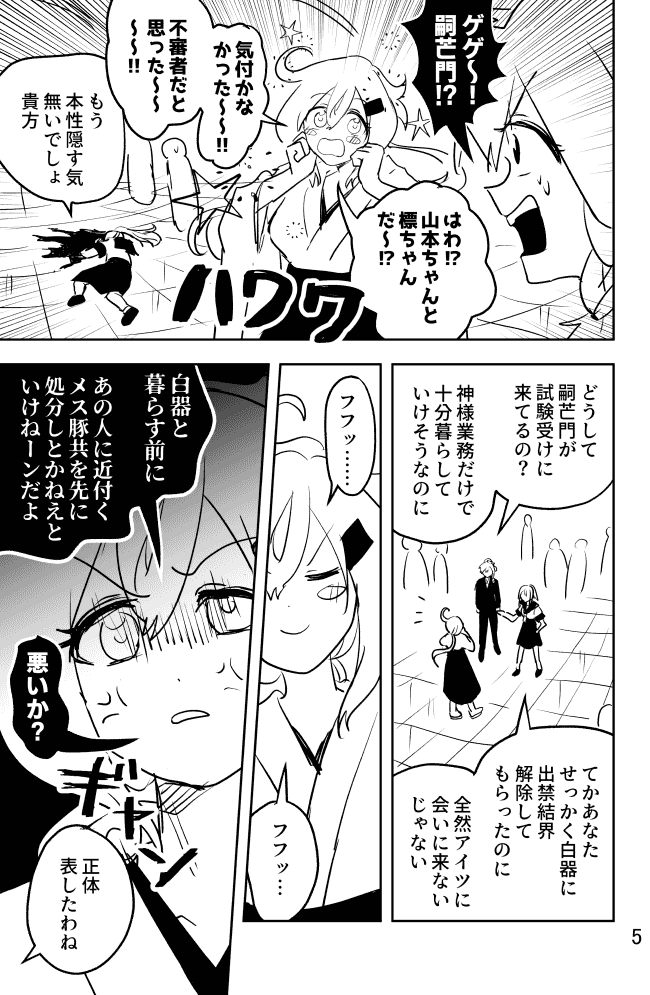 ゲゲ〜！
嗣芒門!?
はわ!?
山本ちゃんと
標ちゃん
だ〜!?
気付かな
かった〜〜!!
不審者だと
思った〜〜
〜〜!!
もう
本性隠す気
無いでしょ
貴方
ハワワ
どうして
嗣芒門が
試験受けに
来てるの？
神様業務だけで
十分暮らして
いけそうなのに
てかあなた
せっかく白器に
出禁結界
解除して
もらったのに
全然アイツに
会いに来ない
じゃない
フフッ……
フフッ…
白器と
暮らす前に
あの人に近付く
メス豚共を先に
処分しとかねえと
いけねーンだよ
悪いか？
ギャン
正体
表したわね
5